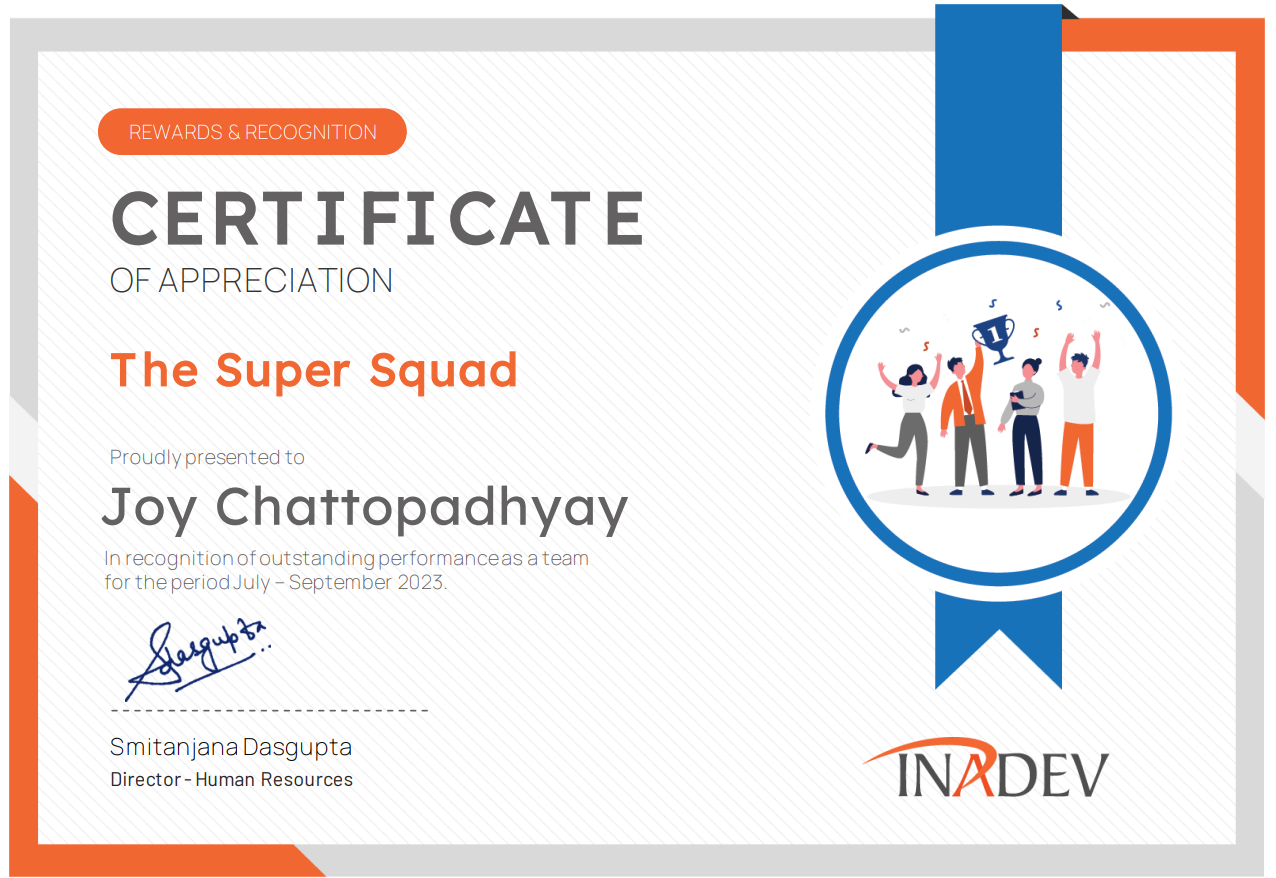 REWARDS & RECOGNITION
CERTIFICATE
OF APPRECIATION
The Super Squad
Proudly presented to
Joy Chattopadhyay
In recognition of outstanding performance as a team
for the period July – September 2023.
Sdasgupta
Smitanjana Dasgupta
Director - Human Resources
1
INADEV